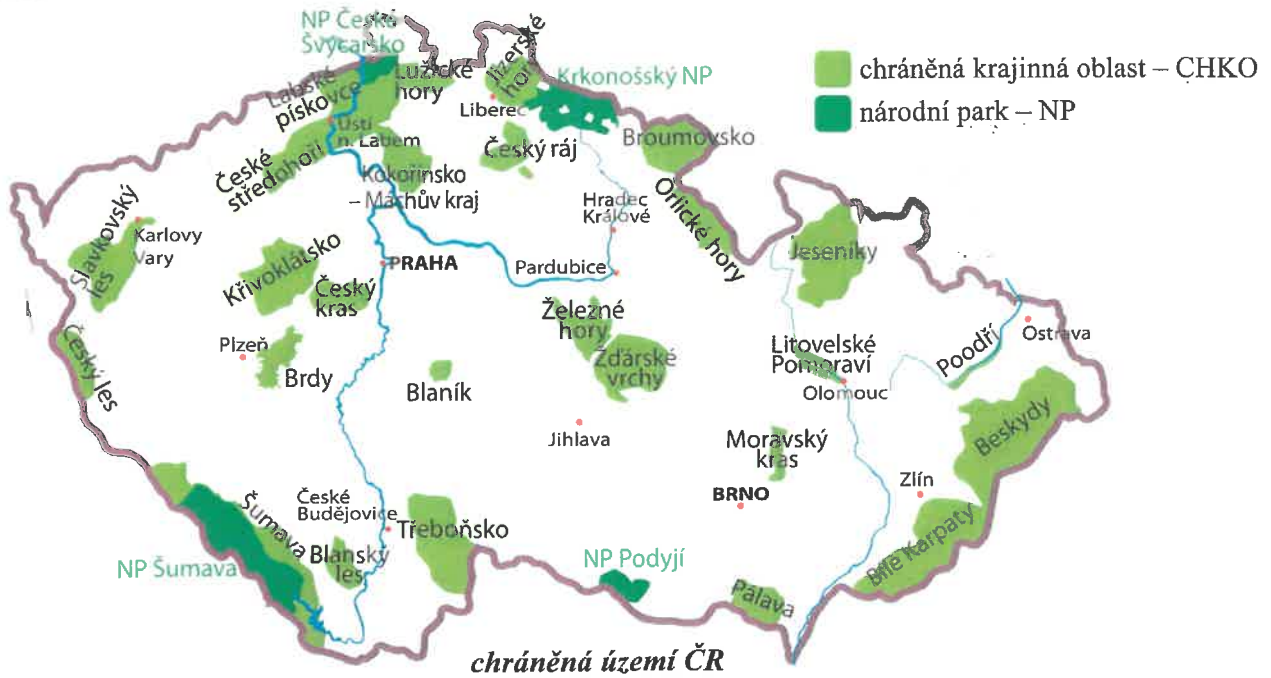 NP České
Švýcarsko
Lužické
hory
Jizerské
hory
Krkonošský NP
chráněná krajinná oblast – CHKO
národní park – NP
Labské
pískovce
Liberec
Ústí
n. Labem
Broumovsko
České
středohoří
Český ráj
Kokořínsko
– Máchův kraj
Hradec
Králové
Orlické hory
Slavkovský
les
Karlovy
Vary
Křivoklátsko
PRAHA
Pardubice
Jeseníky
Český
kras
Železné
hory
Žďárské
vrchy
Litovelské
Pomoraví
Olomouc
Poodří
Ostrava
Český les
Plzeň
Brdy
Blaník
Jihlava
Moravský
kras
BRNO
Zlín
Beskydy
Šumava
České
Budějovice
Třeboňsko
NP Šumava
Blanský
les
NP Podyjí
Pálava
Bílé Karpaty
chráněná území ČR